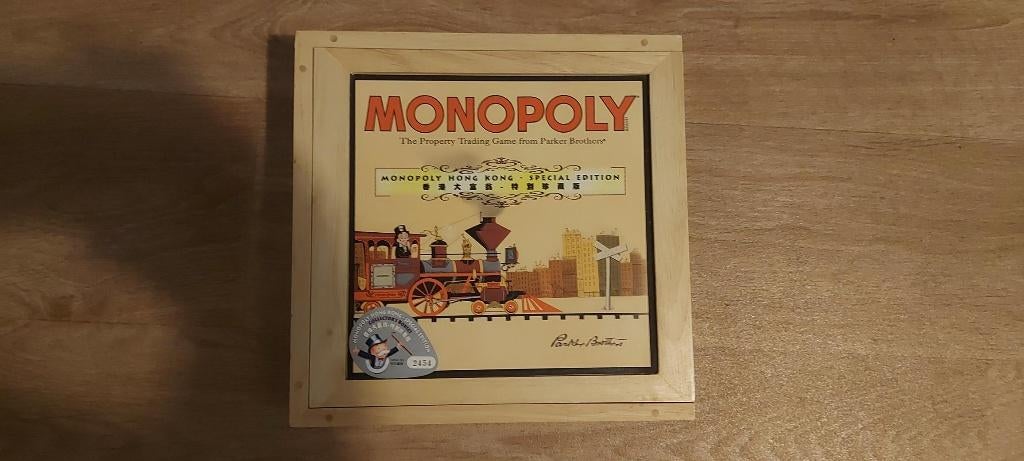 MONOPOLY
The Property Trading Game from Parker Brothers®
MONOPOLY HONG KONG - SPECIAL EDITION
香港大富翁 - 特別珍藏版
Parker Brothers
2454